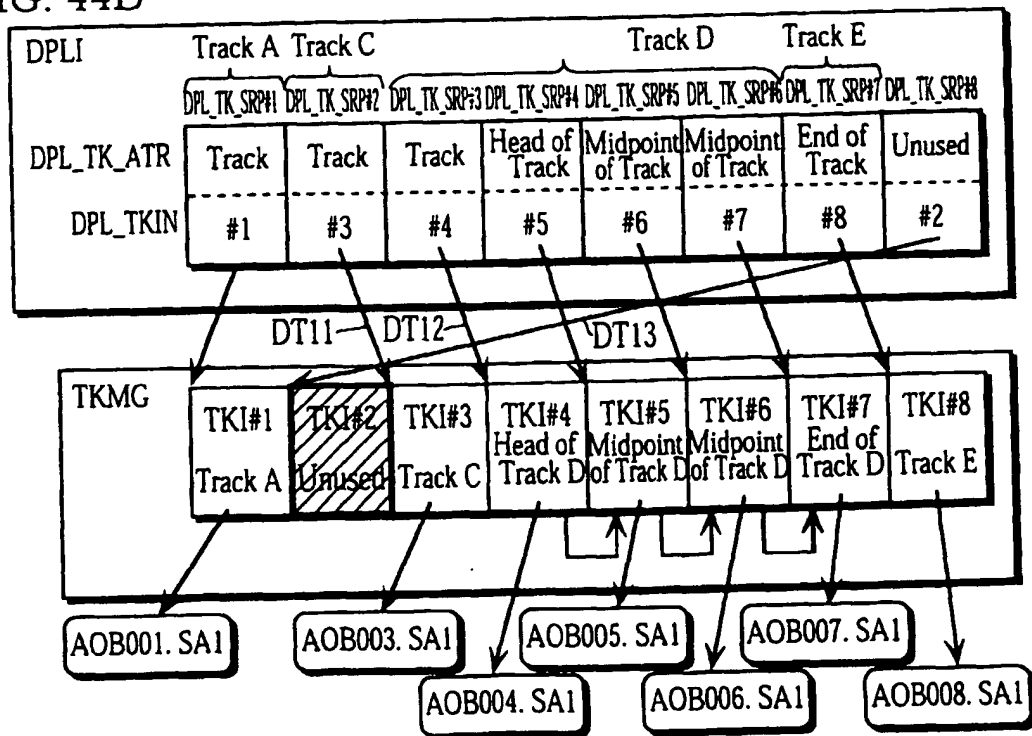 FIG. 44B
DPLI
Track A Track C Track D Track E
DPL_TK_SRP#1 DPL_TK_SRP#2 DPL_TK_SRP#3 DPL_TK_SRP#4 DPL_TK_SRP#5 DPL_TK_SRP#6 DPL_TK_SRP#7 DPL_TK_SRP#8
DPL_TK_ATR
Track
Track
Track
Head of
Track
Midpoint
of Track
Midpoint
of Track
End of
Track
Unused
DPL_TKIN #1 #3 #4 #5 #6 #7 #8 #2
DT11 DT12 DT13
TKMG
TKI#1
Track A
TKI#2
Unused
TKI#3
Track C
TKI#4
Head of
Track D
TKI#5
Midpoint
of Track D
TKI#6
Midpoint
of Track D
TKI#7
End of
Track D
TKI#8
Track E
AOB001. SA1 AOB003. SA1 AOB005. SA1 AOB007. SA1
AOB004. SA1 AOB006. SA1 AOB008. SA1